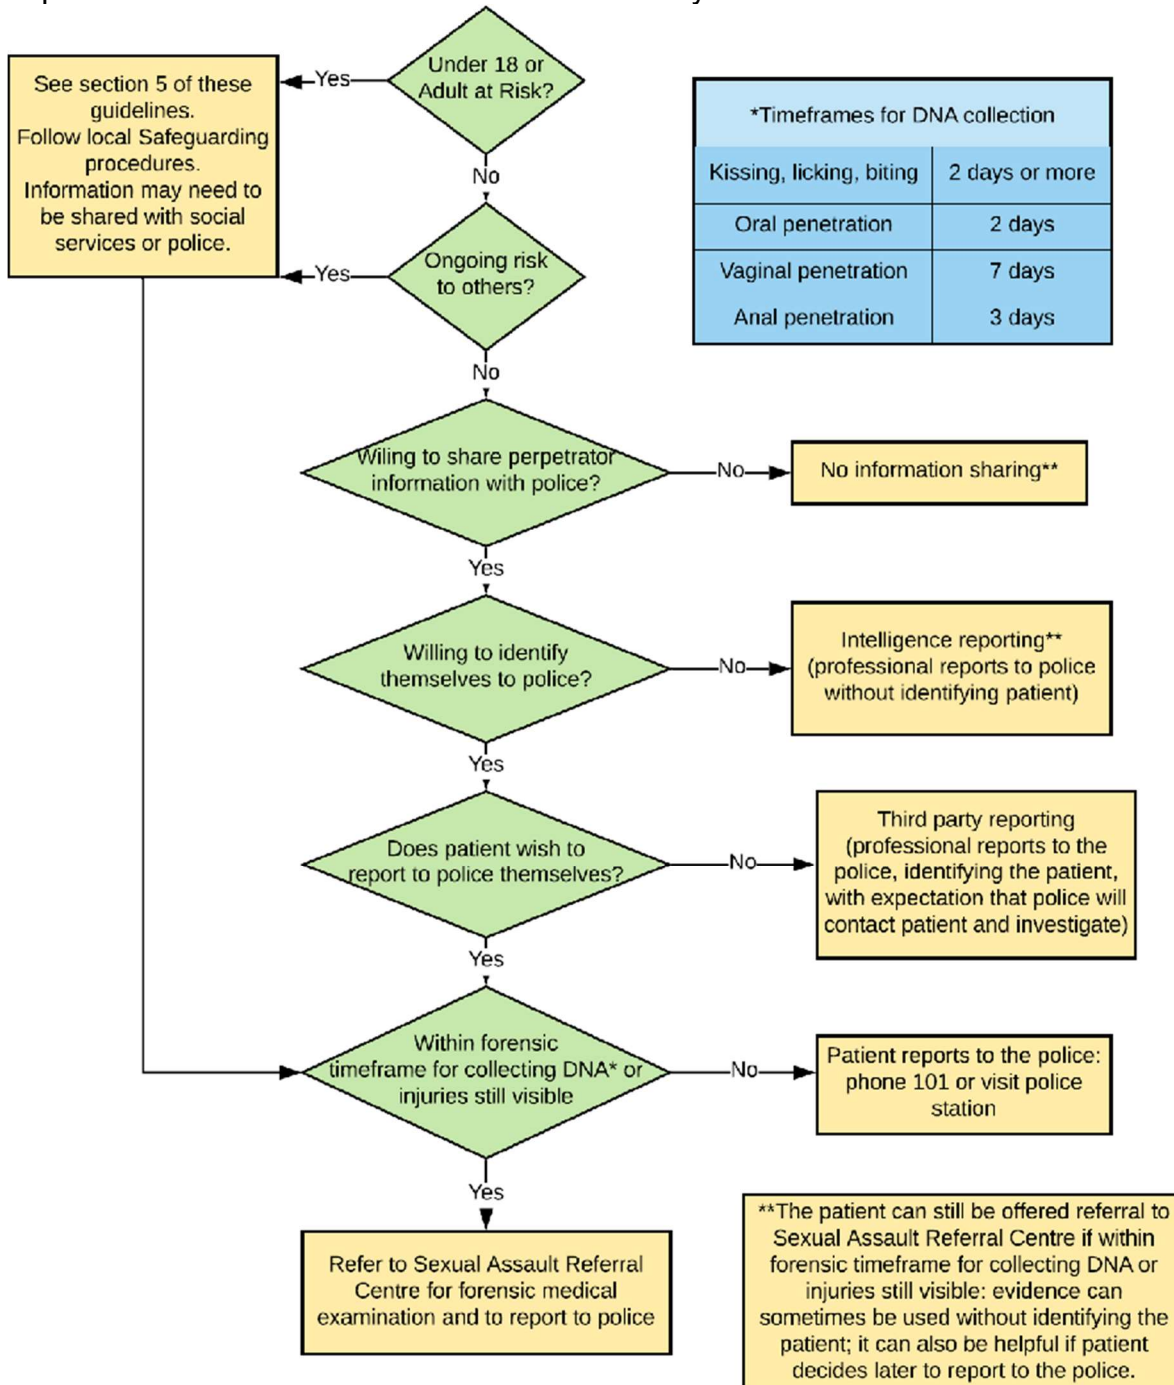 Under 18 or
Adult at Risk?
Yes
See section 5 of these
guidelines.
Follow local Safeguarding
procedures.
Information may need to
be shared with social
services or police.
*Timeframes for DNA collection
Kissing, licking, biting 2 days or more
Oral penetration 2 days
Vaginal penetration 7 days
Anal penetration 3 days
No
Ongoing risk
to others?
Yes
No
Wiling to share perpetrator
information with police?
No
No information sharing**
Yes
Willing to identify
themselves to police?
No
Intelligence reporting**
(professional reports to police
without identifying patient)
Yes
Does patient wish to
report to police themselves?
No
Third party reporting
(professional reports to the
police, identifying the patient,
with expectation that police will
contact patient and investigate)
Yes
Within forensic
timeframe for collecting DNA* or
injuries still visible
No
Patient reports to the police:
phone 101 or visit police
station
Yes
Refer to Sexual Assault Referral
Centre for forensic medical
examination and to report to
police
**The patient can still be offered referral to
Sexual Assault Referral Centre if within
forensic timeframe for collecting DNA or
injuries still visible: evidence can
sometimes be used without identifying the
patient; it can also be helpful if patient
decides later to report to the police.